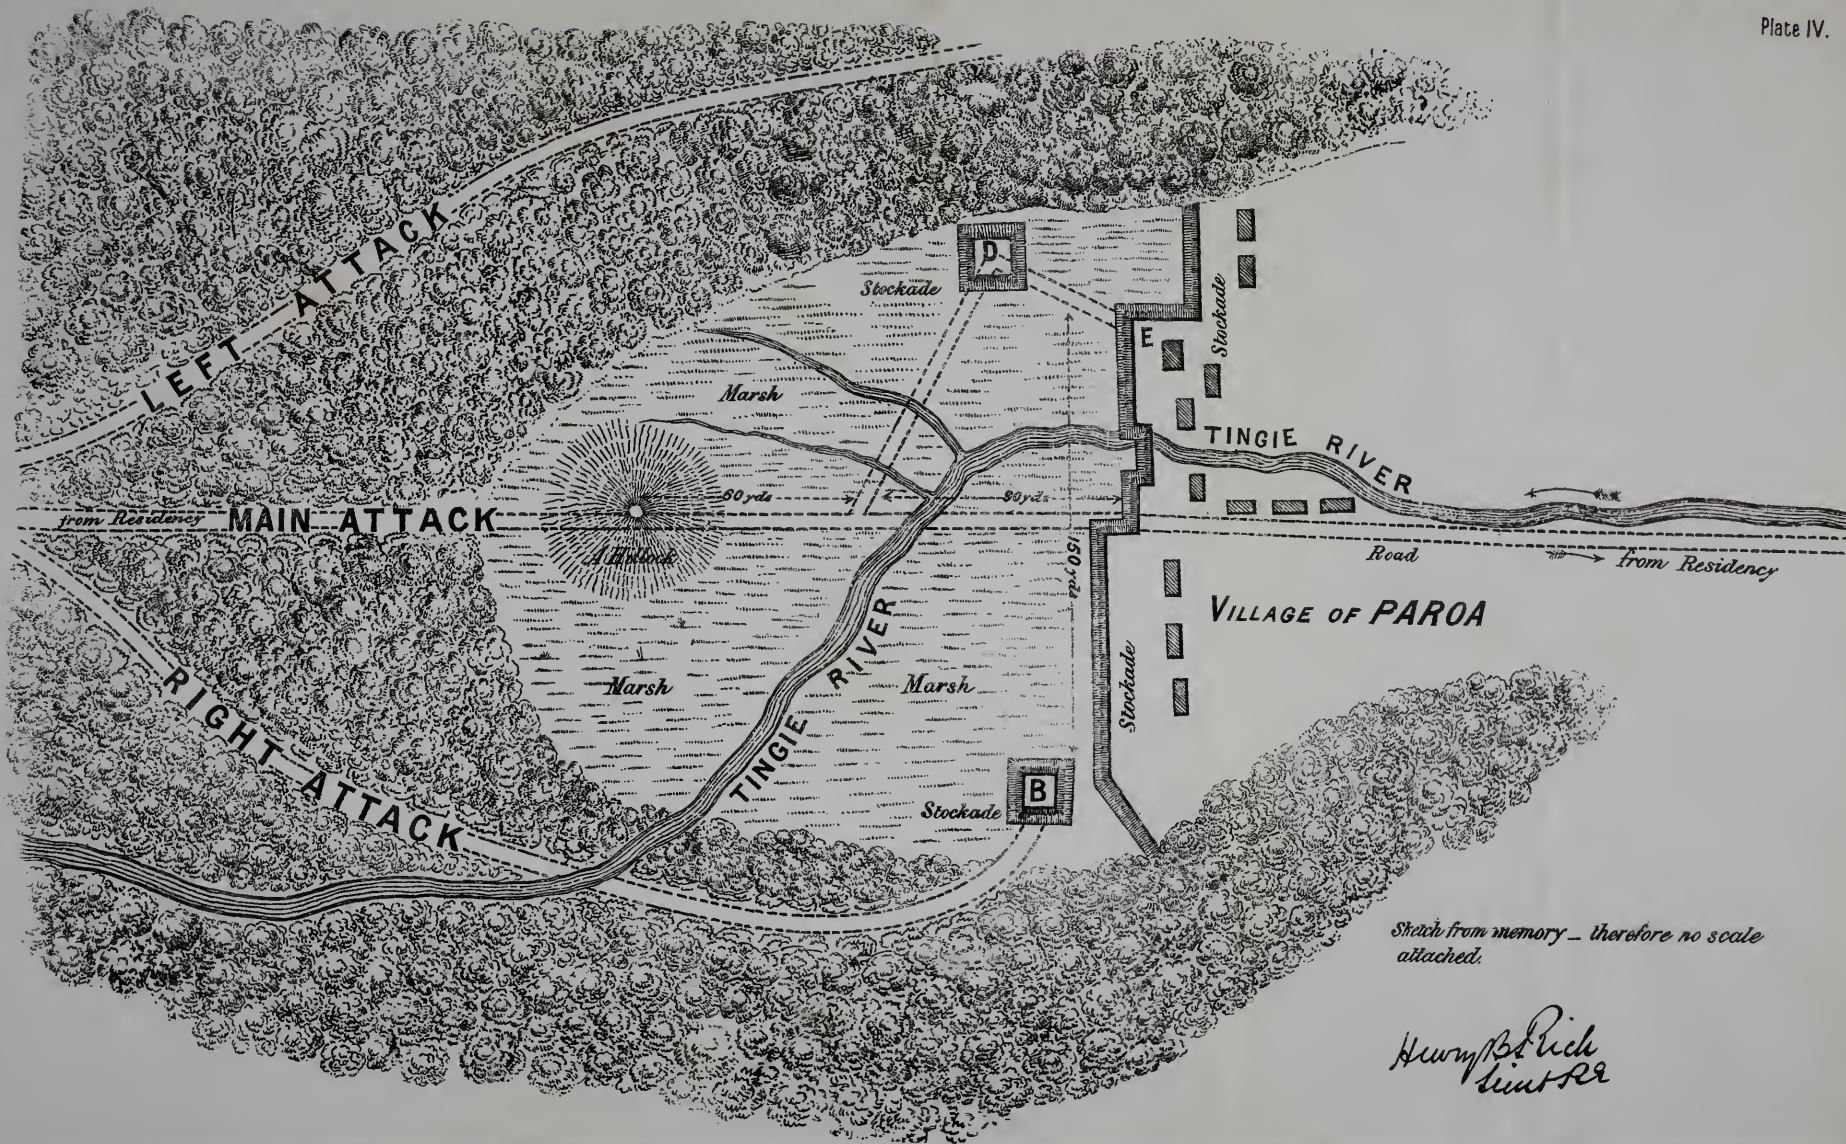 Plate IV.
LEFT ATTACK
D
Stockade
E
Stockade
Marsh
TINGIE RIVER
60 yds
80 yds
from Residency MAIN ATTACK
A Hillock
150 yds
Road
from Residency
VILLAGE OF PAROA
RIGHT ATTACK
Marsh
TINGIE RIVER
Marsh
Stockade
Stockade
B
Sketch from memory _ therefore no scale
attached.
Henry B Rich
Lieut RE